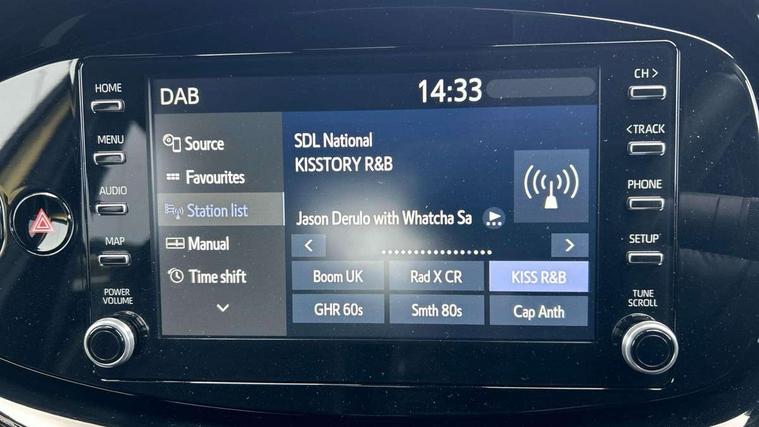 HOME
MENU
AUDIO
MAP
POWER
VOLUME
DAB
14:33
Source
Favourites
Station list
Manual
Time shift
SDL National
KISSTORY R&B
Jason Derulo with Whatcha Sa
< >
Boom UK
Rad X CR
KISS R&B
GHR 60s
Smth 80s
Cap Anth
CH >
< TRACK
PHONE
SETUP
TUNE
SCROLL